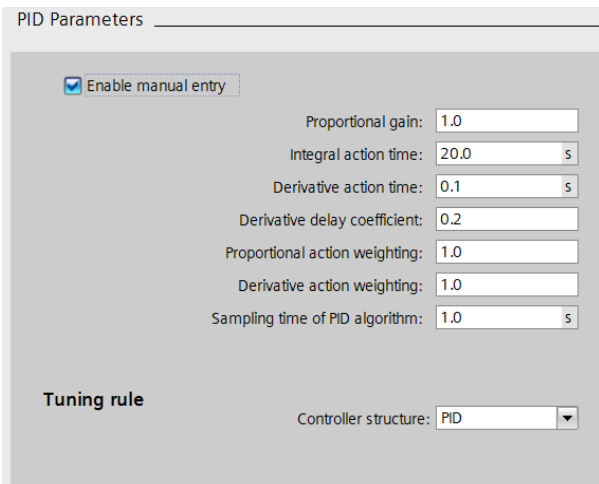 PID Parameters
Enable manual entry
Proportional gain: 1.0
Integral action time: 20.0 s
Derivative action time: 0.1 s
Derivative delay coefficient: 0.2
Proportional action weighting: 1.0
Derivative action weighting: 1.0
Sampling time of PID algorithm: 1.0 s
Tuning rule
Controller structure: PID